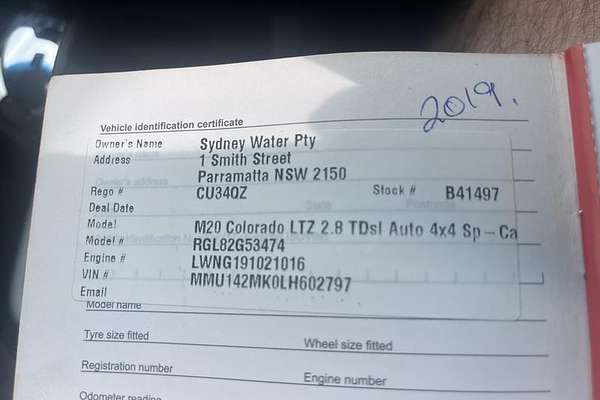 2019.
Vehicle identification certificate
Owner's Name Sydney Water Pty
Address 1 Smith Street
Parramatta NSW 2150
Rego # CU34QZ Stock # B41497
Deal Date
Model M20 Colorado LTZ 2.8 TDsl Auto 4x4 Sp-Ca
Model # RGL82G53474
Engine # LWNG191021016
VIN # MMU142MK0LH602797
Email
Model name
Tyre size fitted Wheel size fitted
Registration number Engine number
Odometer reading